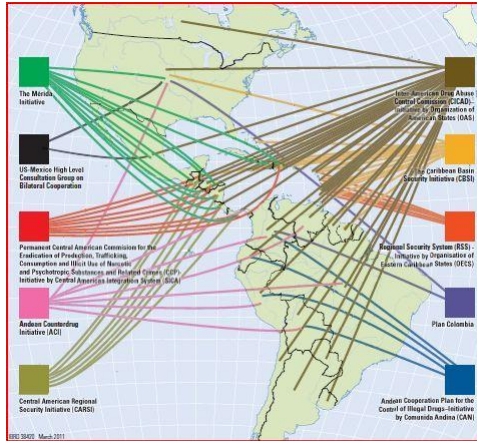 The Mérida
Initiative
US-Mexico High Level
Consultation Group on
Bilateral Cooperation
Permanent Central American Commission for the
Eradication of Production, Trafficking,
Consumption and Illicit Use of Narcotic
and Psychotropic Substances and Related Crimes (CCP)
Initiative by Central American Integration System (SICA)
Andean Counterdrug
Initiative (ACI)
Central American Regional
Security Initiative (CARSI)
IBRD 38420 March 2011
Inter-American Drug Abuse
Control Comission (CICAD)–
Initiative by Organization of
American States (OAS)
The Caribbean Basin
Security Initiative (CBSI)
Regional Security System (RSS) -
Initiative by Organisation of
Eastern Caribbean States (OECS)
Plan Colombia
Andean Cooperation Plan for the
Control of Illegal Drugs–Initiative
by Comunida Andina (CAN)